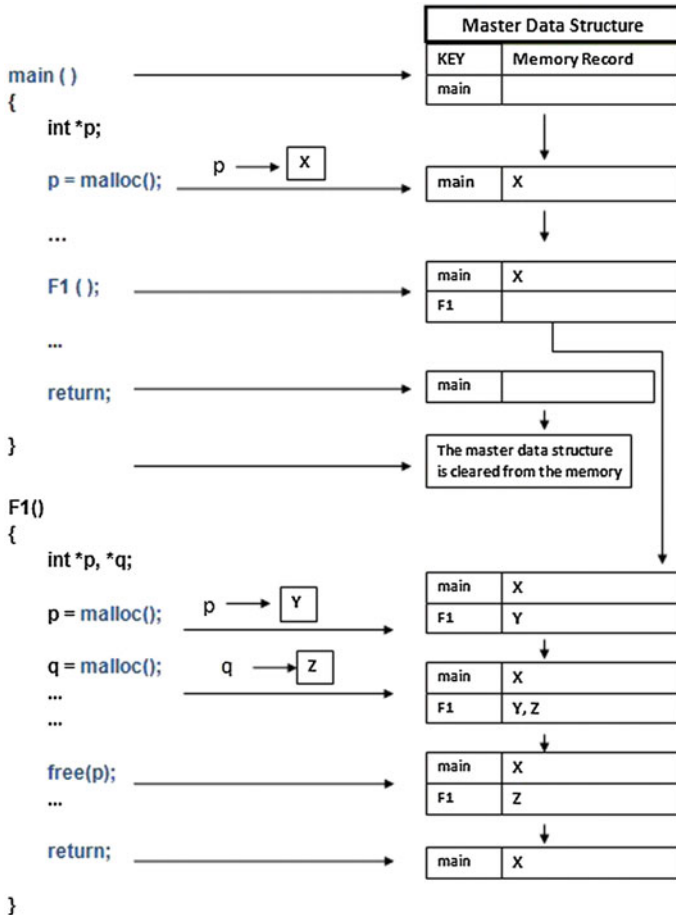 Master Data Structure
KEY Memory Record
main
main ( )
{
int *p;
p = malloc();
p
X
main X
...
F1 ( );
main X
F1
...
return;
main
}
The master data structure
is cleared from the memory
F1()
{
int *p, *q;
p = malloc();
p
Y
main X
F1 Y
q = malloc();
q
Z
main X
F1 Y, Z
...
...
free(p);
main X
F1 Z
...
return;
main X
}